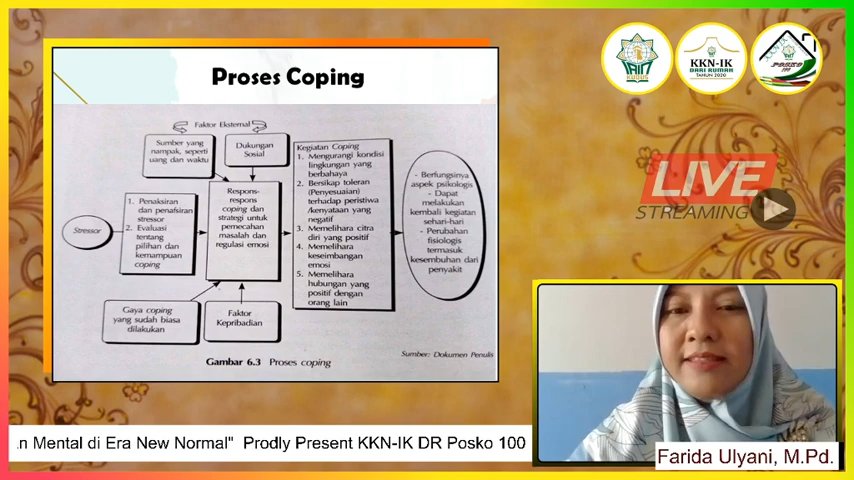 Proses Coping
Faktor Eksternal
Sumber yang
nampak, seperti
uang dan waktu
Dukungan
Sosial
Stressor
1. Penaksiran
dan penafsiran
stressor
2. Evaluasi
tentang
pilihan dan
kemampuan
coping
Respons-
respons
coping dan
strategi untuk
pemecahan
masalah dan
regulasi emosi
Kegiatan Coping
1. Mengurangi kondisi
lingkungan yang
berbahaya
2. Bersikap toleran
(Penyesuaian)
terhadap peristiwa
/kenyataan yang
negatif
3. Memelihara citra
diri yang positif
4. Memelihara
keseimbangan
emosi
5. Memelihara
hubungan yang
positif dengan
orang lain
- Berfungsinya
aspek psikologis
- Dapat
melakukan
kembali kegiatan
sehari-hari
- Perubahan
fisiologis
termasuk
kesembuhan dari
penyakit
Gaya coping
yang sudah biasa
dilakukan
Faktor
Kepribadian
Gambar 6.3 Proses coping
Sumber: Dokumen Penulis
IAIN
KUDUS
KKN-IK
DARI RUMAH
TAHUN 2020
POSKO
100
LIVE
STREAMING
.n Mental di Era New Normal" Prodly Present KKN-IK DR Posko 100
Farida Ulyani, M.Pd.